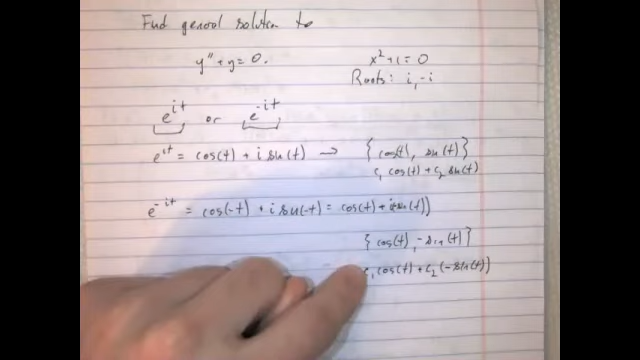 Find general solution to
y'' + y = 0.
x² + 1 = 0
Roots: i, -i
e^{it} or e^{-it}
e^{it} = cos(t) + i sin(t) → {cos(t), sin(t)}
c₁ cos(t) + c₂ sin(t)
e^{-it} = cos(-t) + i sin(-t) = cos(t) + i(-sin(t))
{cos(t), -sin(t)}
c₁ cos(t) + c₂ (-sin(t))